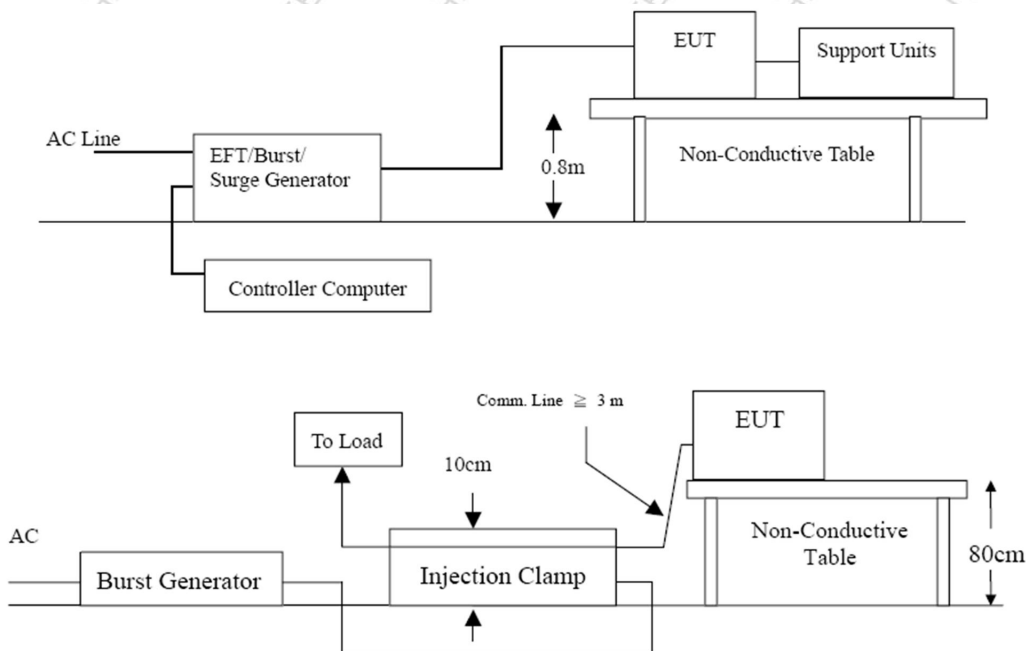 EUT
Support Units
AC Line
EFT/Burst/
Surge Generator
0.8m
Non-Conductive Table
Controller Computer
Comm. Line ≧ 3 m
EUT
To Load
10cm
AC
Non-Conductive
Table
80cm
Burst Generator
Injection Clamp